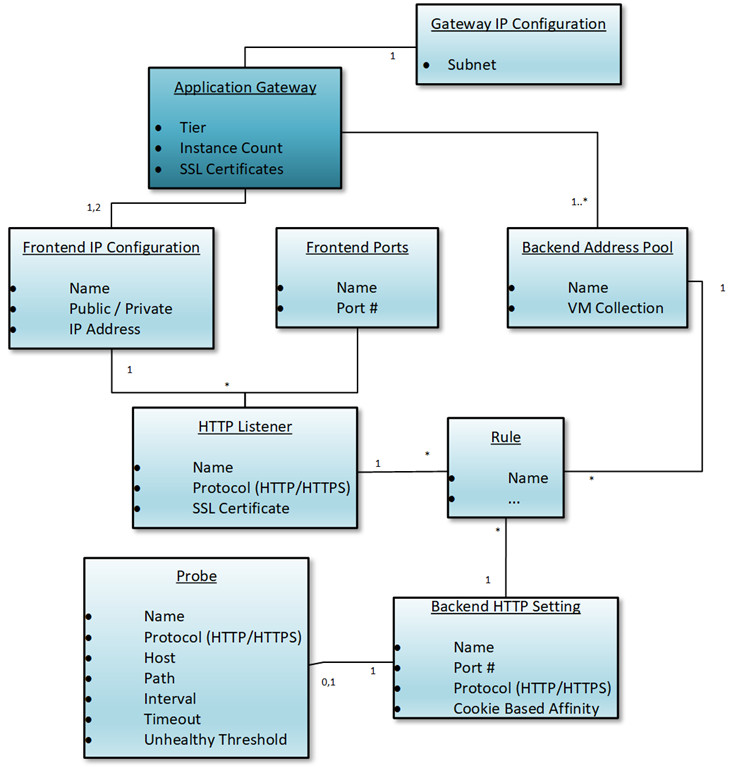 Gateway IP Configuration
• Subnet
1
Application Gateway
• Tier
• Instance Count
• SSL Certificates
1,2
1..*
Frontend IP Configuration
• Name
• Public / Private
• IP Address
Frontend Ports
• Name
• Port #
Backend Address Pool
• Name
• VM Collection
1
1
*
HTTP Listener
• Name
• Protocol (HTTP/HTTPS)
• SSL Certificate
1
*
Rule
• Name
• ...
*
*
1
Probe
• Name
• Protocol (HTTP/HTTPS)
• Host
• Path
• Interval
• Timeout
• Unhealthy Threshold
0,1
1
Backend HTTP Setting
• Name
• Port #
• Protocol (HTTP/HTTPS)
• Cookie Based Affinity